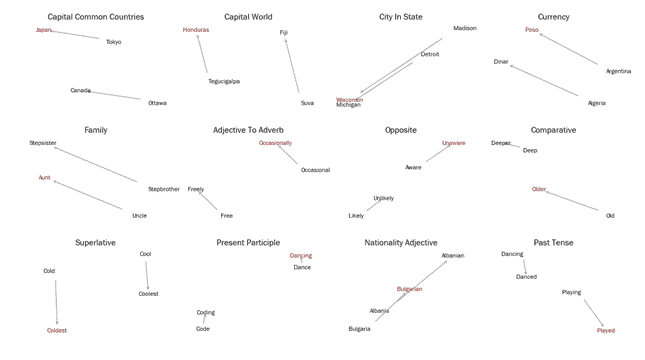 Capital Common Countries
Capital World
City In State
Currency
Japan
Tokyo
Canada
Ottawa
Honduras
Fiji
Tegucigalpa
Suva
Madison
Detroit
Wisconsin
Michigan
Peso
Dinar
Argentina
Algeria
Family
Adjective To Adverb
Opposite
Comparative
Stepsister
Aunt
Stepbrother
Uncle
Occasionally
Occasional
Freely
Free
Unaware
Aware
Unlikely
Likely
Deeper
Deep
Older
Old
Superlative
Present Participle
Nationality Adjective
Past Tense
Cool
Cold
Coolest
Coldest
Dancing
Dance
Coding
Code
Albanian
Bulgarian
Albania
Bulgaria
Dancing
Danced
Playing
Played